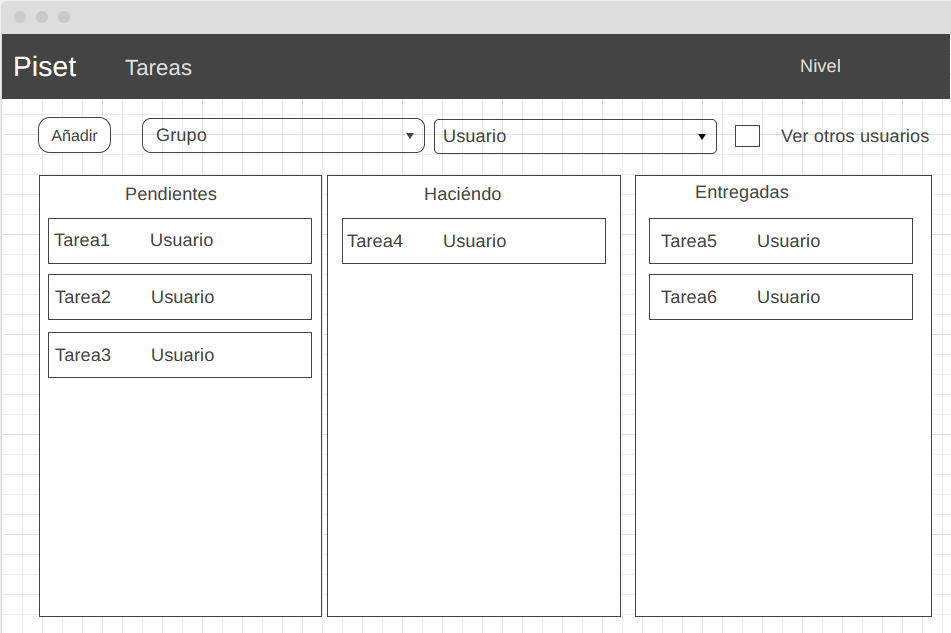 Piset Tareas Nivel
Añadir Grupo Usuario Ver otros usuarios
Pendientes
Tarea1 Usuario
Tarea2 Usuario
Tarea3 Usuario
Haciéndo
Tarea4 Usuario
Entregadas
Tarea5 Usuario
Tarea6 Usuario